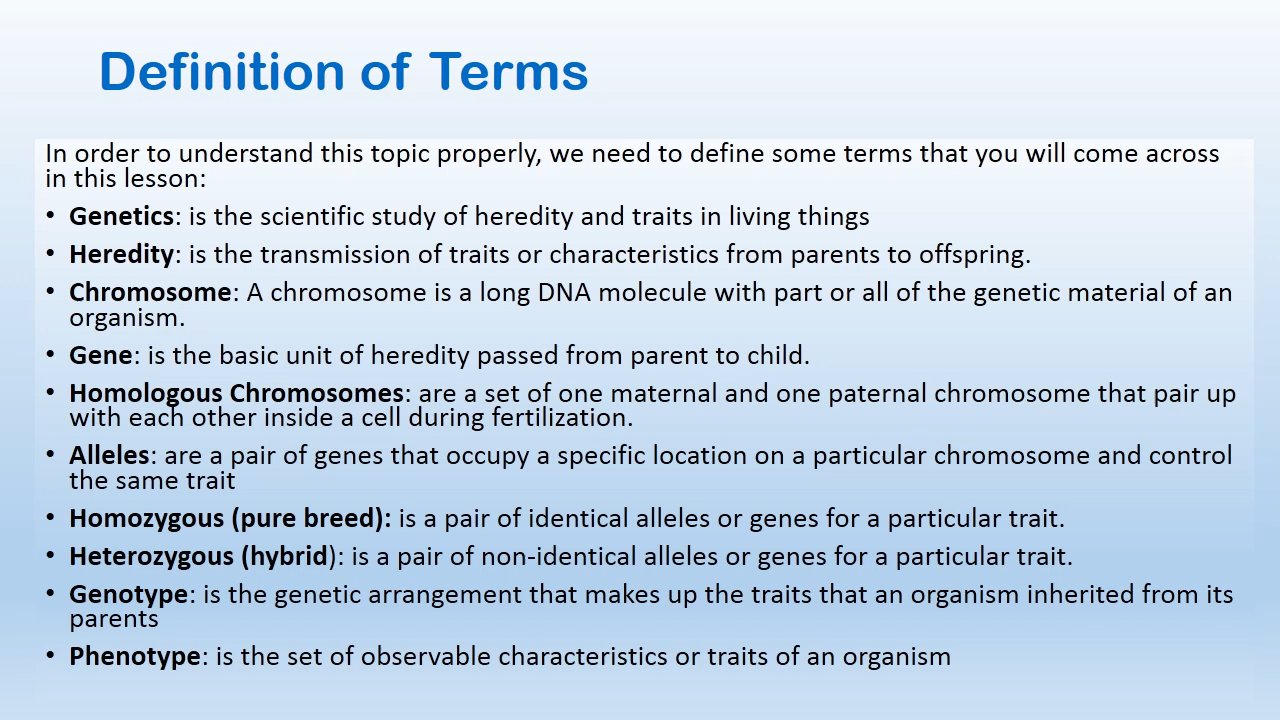 Definition of Terms
In order to understand this topic properly, we need to define some terms that you will come across
in this lesson:
• Genetics: is the scientific study of heredity and traits in living things
• Heredity: is the transmission of traits or characteristics from parents to offspring.
• Chromosome: A chromosome is a long DNA molecule with part or all of the genetic material of an
organism.
• Gene: is the basic unit of heredity passed from parent to child.
• Homologous Chromosomes: are a set of one maternal and one paternal chromosome that pair up
with each other inside a cell during fertilization.
• Alleles: are a pair of genes that occupy a specific location on a particular chromosome and control
the same trait
• Homozygous (pure breed): is a pair of identical alleles or genes for a particular trait.
• Heterozygous (hybrid): is a pair of non-identical alleles or genes for a particular trait.
• Genotype: is the genetic arrangement that makes up the traits that an organism inherited from its
parents
• Phenotype: is the set of observable characteristics or traits of an organism